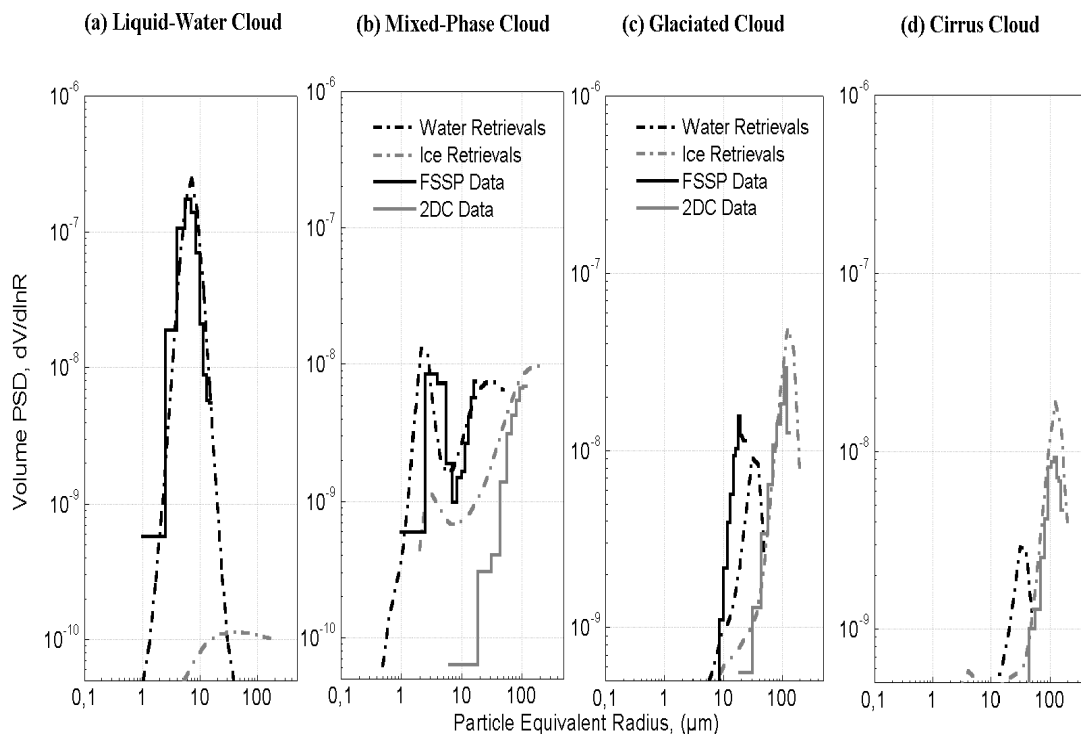 (a) Liquid-Water Cloud
(b) Mixed-Phase Cloud
(c) Glaciated Cloud
(d) Cirrus Cloud
Volume PSD, dV/dlnR
10⁻⁶
10⁻⁷
10⁻⁸
10⁻⁹
10⁻¹⁰
0,1 1 10 100
10⁻⁶
10⁻⁷
10⁻⁸
10⁻⁹
10⁻¹⁰
Water Retrievals
Ice Retrievals
FSSP Data
2DC Data
0,1 1 10 100
10⁻⁶
10⁻⁷
10⁻⁸
10⁻⁹
Water Retrievals
Ice Retrievals
FSSP Data
2DC Data
0,1 1 10 100
10⁻⁶
10⁻⁷
10⁻⁸
10⁻⁹
0,1 1 10 100
Particle Equivalent Radius, (µm)